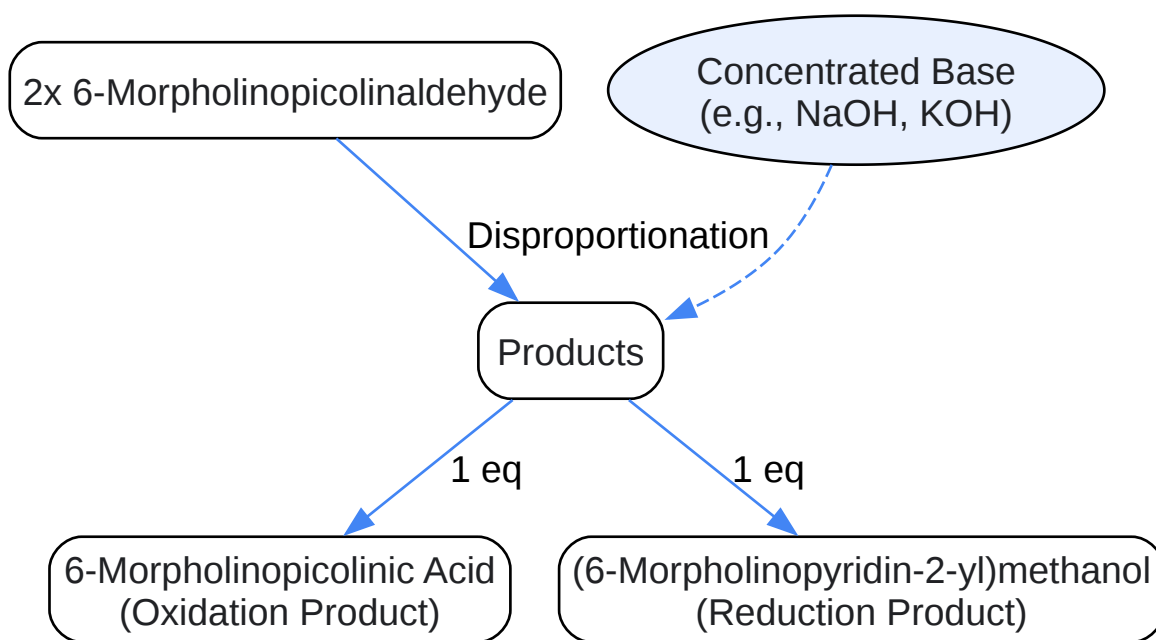 2x 6-Morpholinopicolinaldehyde
Concentrated Base
(e.g., NaOH, KOH)
Disproportionation
Products
1 eq
1 eq
6-Morpholinopicolinic Acid
(Oxidation Product)
(6-Morpholinopyridin-2-yl)methanol
(Reduction Product)